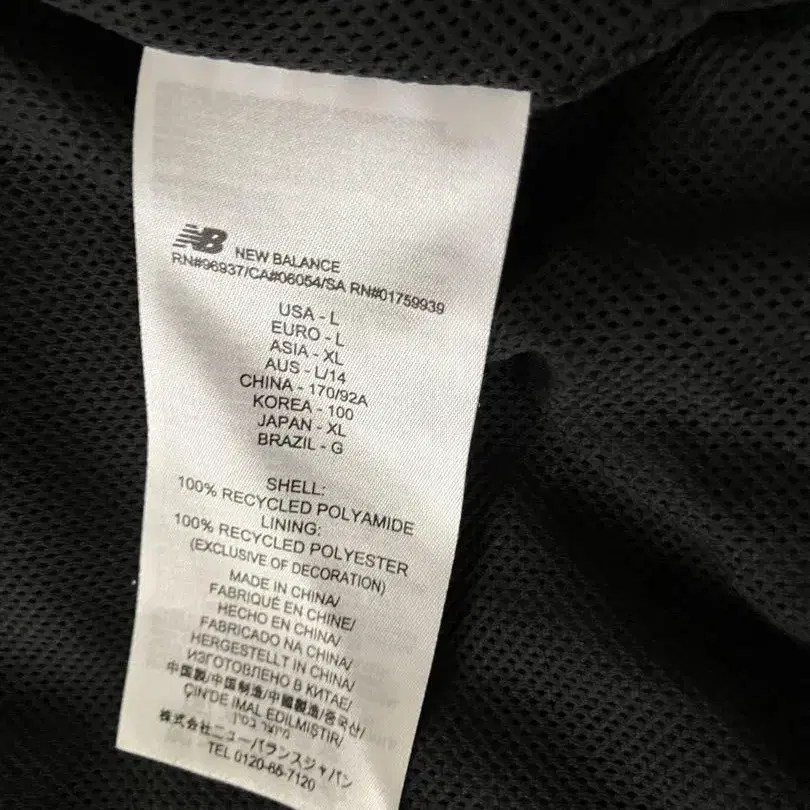 NB NEW BALANCE
RN#96937/CA#06054/SA RN#01759939
USA - L
EURO - L
ASIA - XL
AUS - L/14
CHINA - 170/92A
KOREA - 100
JAPAN - XL
BRAZIL - G
SHELL:
100% RECYCLED POLYAMIDE
LINING:
100% RECYCLED POLYESTER
(EXCLUSIVE OF DECORATION)
MADE IN CHINA/
FABRIQUÉ EN CHINE/
HECHO EN CHINA/
FABRICADO NA CHINA/
HERGESTELLT IN CHINA/
ИЗГОТОВЛЕНО В КИТАЕ/
中国製/中国制造/中國製造/중국산/
ÇIN'DE IMAL EDILMIŞTIR/
מיוצר בסין
株式会社ニューバランスジャパン
TEL 0120-85-7120